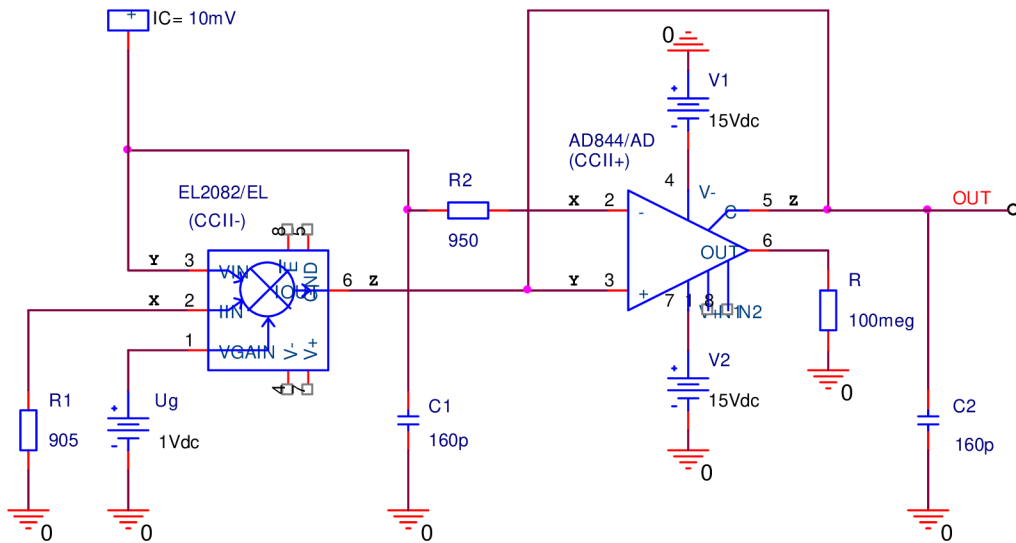 + IC= 10mV
0
V1
+
15Vdc
-
AD844/AD
(CCII+)
EL2082/EL
(CCII-)
R2
950
4
V-
X 2
-
C
5 Z
OUT
OUT
6
Y 3
+
7
1
8
N2
8
5
E
GND
Y 3
VIN
X 2
IIN
6 Z
1
VGAIN
V-
V+
4
7
R
100meg
0
V2
+
15Vdc
-
0
R1
905
0
Ug
+
1Vdc
-
0
C1
160p
0
C2
160p
0